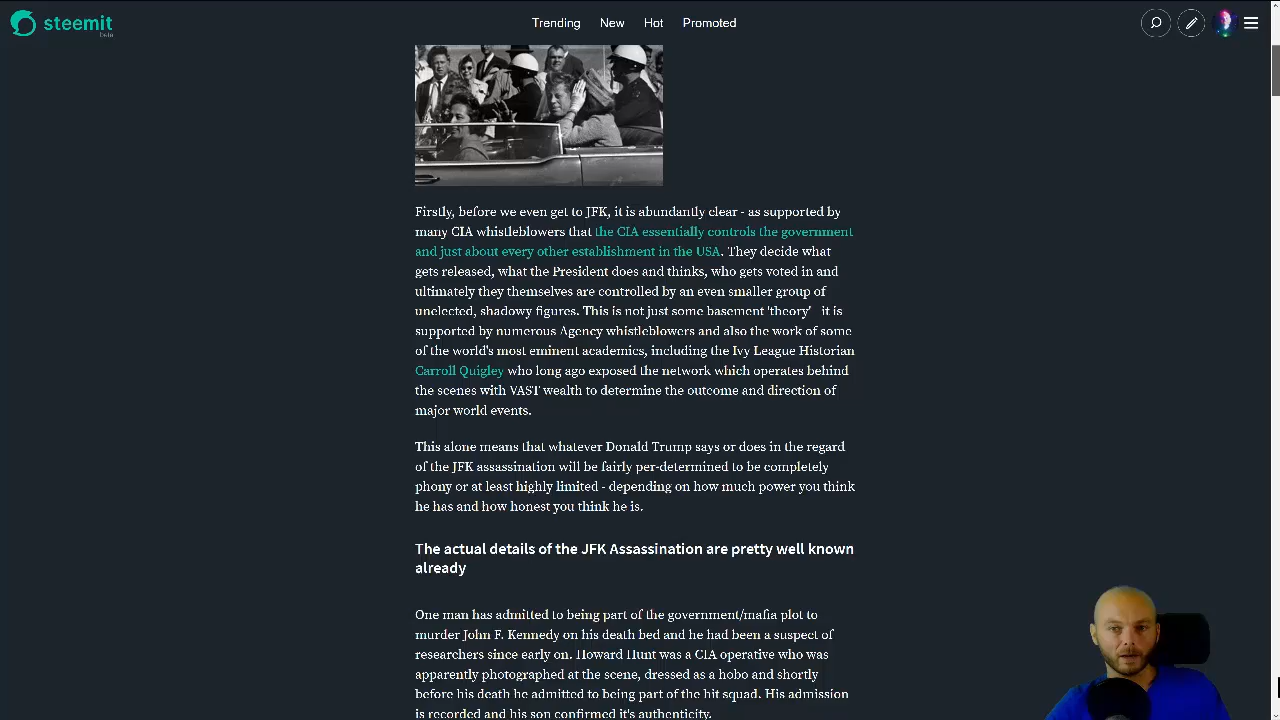 steemit
Beta
Trending New Hot Promoted
Firstly, before we even get to JFK, it is abundantly clear - as supported by
many CIA whistleblowers that the CIA essentially controls the government
and just about every other establishment in the USA. They decide what
gets released, what the President does and thinks, who gets voted in and
ultimately they themselves are controlled by an even smaller group of
unelected, shadowy figures. This is not just some basement 'theory' it is
supported by numerous Agency whistleblowers and also the work of some
of the world's most eminent academics, including the Ivy League Historian
Carroll Quigley who long ago exposed the network which operates behind
the scenes with VAST wealth to determine the outcome and direction of
major world events.
This alone means that whatever Donald Trump says or does in the regard
of the JFK assassination will be fairly per-determined to be completely
phony or at least highly limited - depending on how much power you think
he has and how honest you think he is.
The actual details of the JFK Assassination are pretty well known
already
One man has admitted to being part of the government/mafia plot to
murder John F. Kennedy on his death bed and he had been a suspect of
researchers since early on. Howard Hunt was a CIA operative who was
apparently photographed at the scene, dressed as a hobo and shortly
before his death he admitted to being part of the hit squad. His admission
is recorded and his son confirmed it's authenticity.